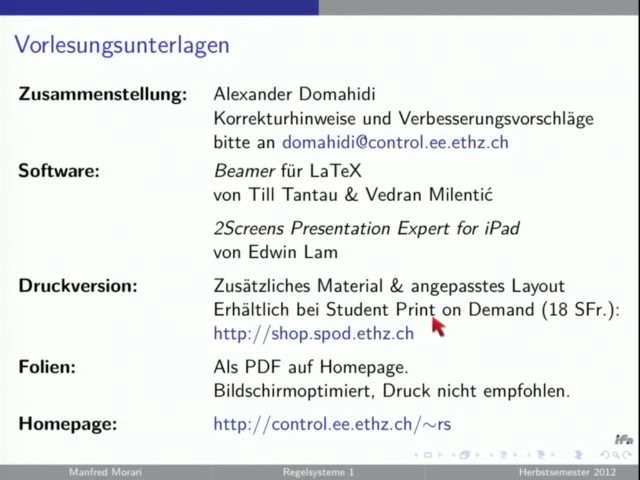 Vorlesungsunterlagen
Zusammenstellung: Alexander Domahidi
Korrekturhinweise und Verbesserungsvorschläge
bitte an domahidi@control.ee.ethz.ch
Software: Beamer für LaTeX
von Till Tantau & Vedran Milentić
2Screens Presentation Expert for iPad
von Edwin Lam
Druckversion: Zusätzliches Material & angepasstes Layout
Erhältlich bei Student Print on Demand (18 SFr.):
http://shop.spod.ethz.ch
Folien: Als PDF auf Homepage.
Bildschirmoptimiert, Druck nicht empfohlen.
Homepage: http://control.ee.ethz.ch/~rs
ifa
Manfred Morari Regelsysteme 1 Herbstsemester 2012